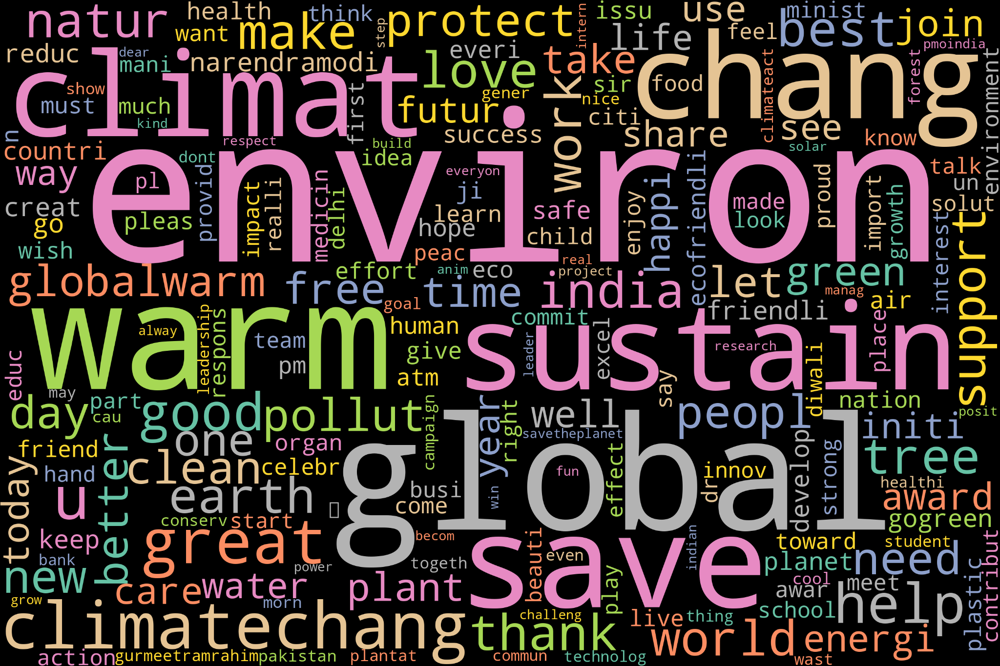 natur
health
want
make
think
step
protect
intern
issu
use
life
minist
best
feel
join
pmoindia
reduc
dear
mani
narendramodi
everi
love
take
chang
climateact
forest
environment
climat
show
must
much
kind
first
gener
futur
success
work
sir
nice
citi
food
share
see
know
solar
n
countri
respect
build
idea
dont
way
pl
provid
environ
everyon
ji
talk
un
creat
pleas
go
wish
impact
realli
medicin
delhi
learn
hope
safe
child
enjoy
happi
ecofriendli
made
look
proud
import
growth
solut
interest
support
peac
real
anim
eco
project
effort
globalwarm
free
time
india
let
green
manag
air
goal
commit
friendli
human
warm
alway
leadership
respons
team
pm
give
atm
sustain
leader
excel
research
place
say
diwali
educ
may
day
part
cau
good
pollut
campaign
year
right
well
peopl
nation
posit
initi
savetheplanet
one
organ
friend
clean
celebr
today
hand
better
u
earth
global
fun
win
effect
dr
innov
develop
strong
tree
healthi
award
gogreen
busi
come
conserv
start
great
keep
bank
new
becom
power
togeth
save
beauti
even
indian
toward
student
planet
need
contribut
plastic
cool
awar
meet
help
care
water
plant
play
grow
morn
climatechang
thank
challeng
live
thing
school
world
energi
action
gurmeetramrahim
pakistan
plantat
commun
technolog
wast